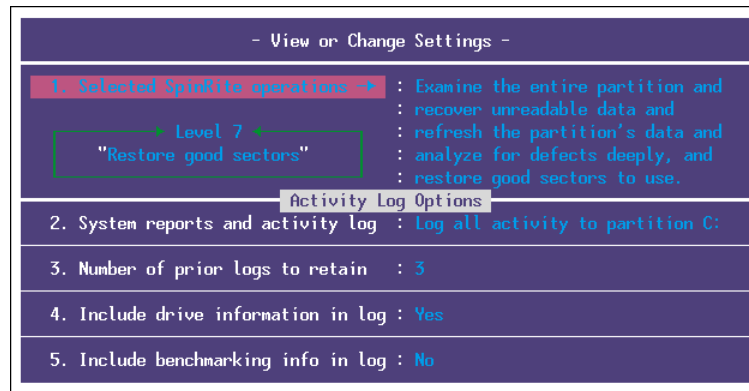 - View or Change Settings -
1. Selected SpinRite operations → : Examine the entire partition and
: recover unreadable data and
Level 7 : refresh the partition's data and
"Restore good sectors" : analyze for defects deeply, and
: restore good sectors to use.
Activity Log Options
2. System reports and activity log : Log all activity to partition C:
3. Number of prior logs to retain : 3
4. Include drive information in log : Yes
5. Include benchmarking info in log : No